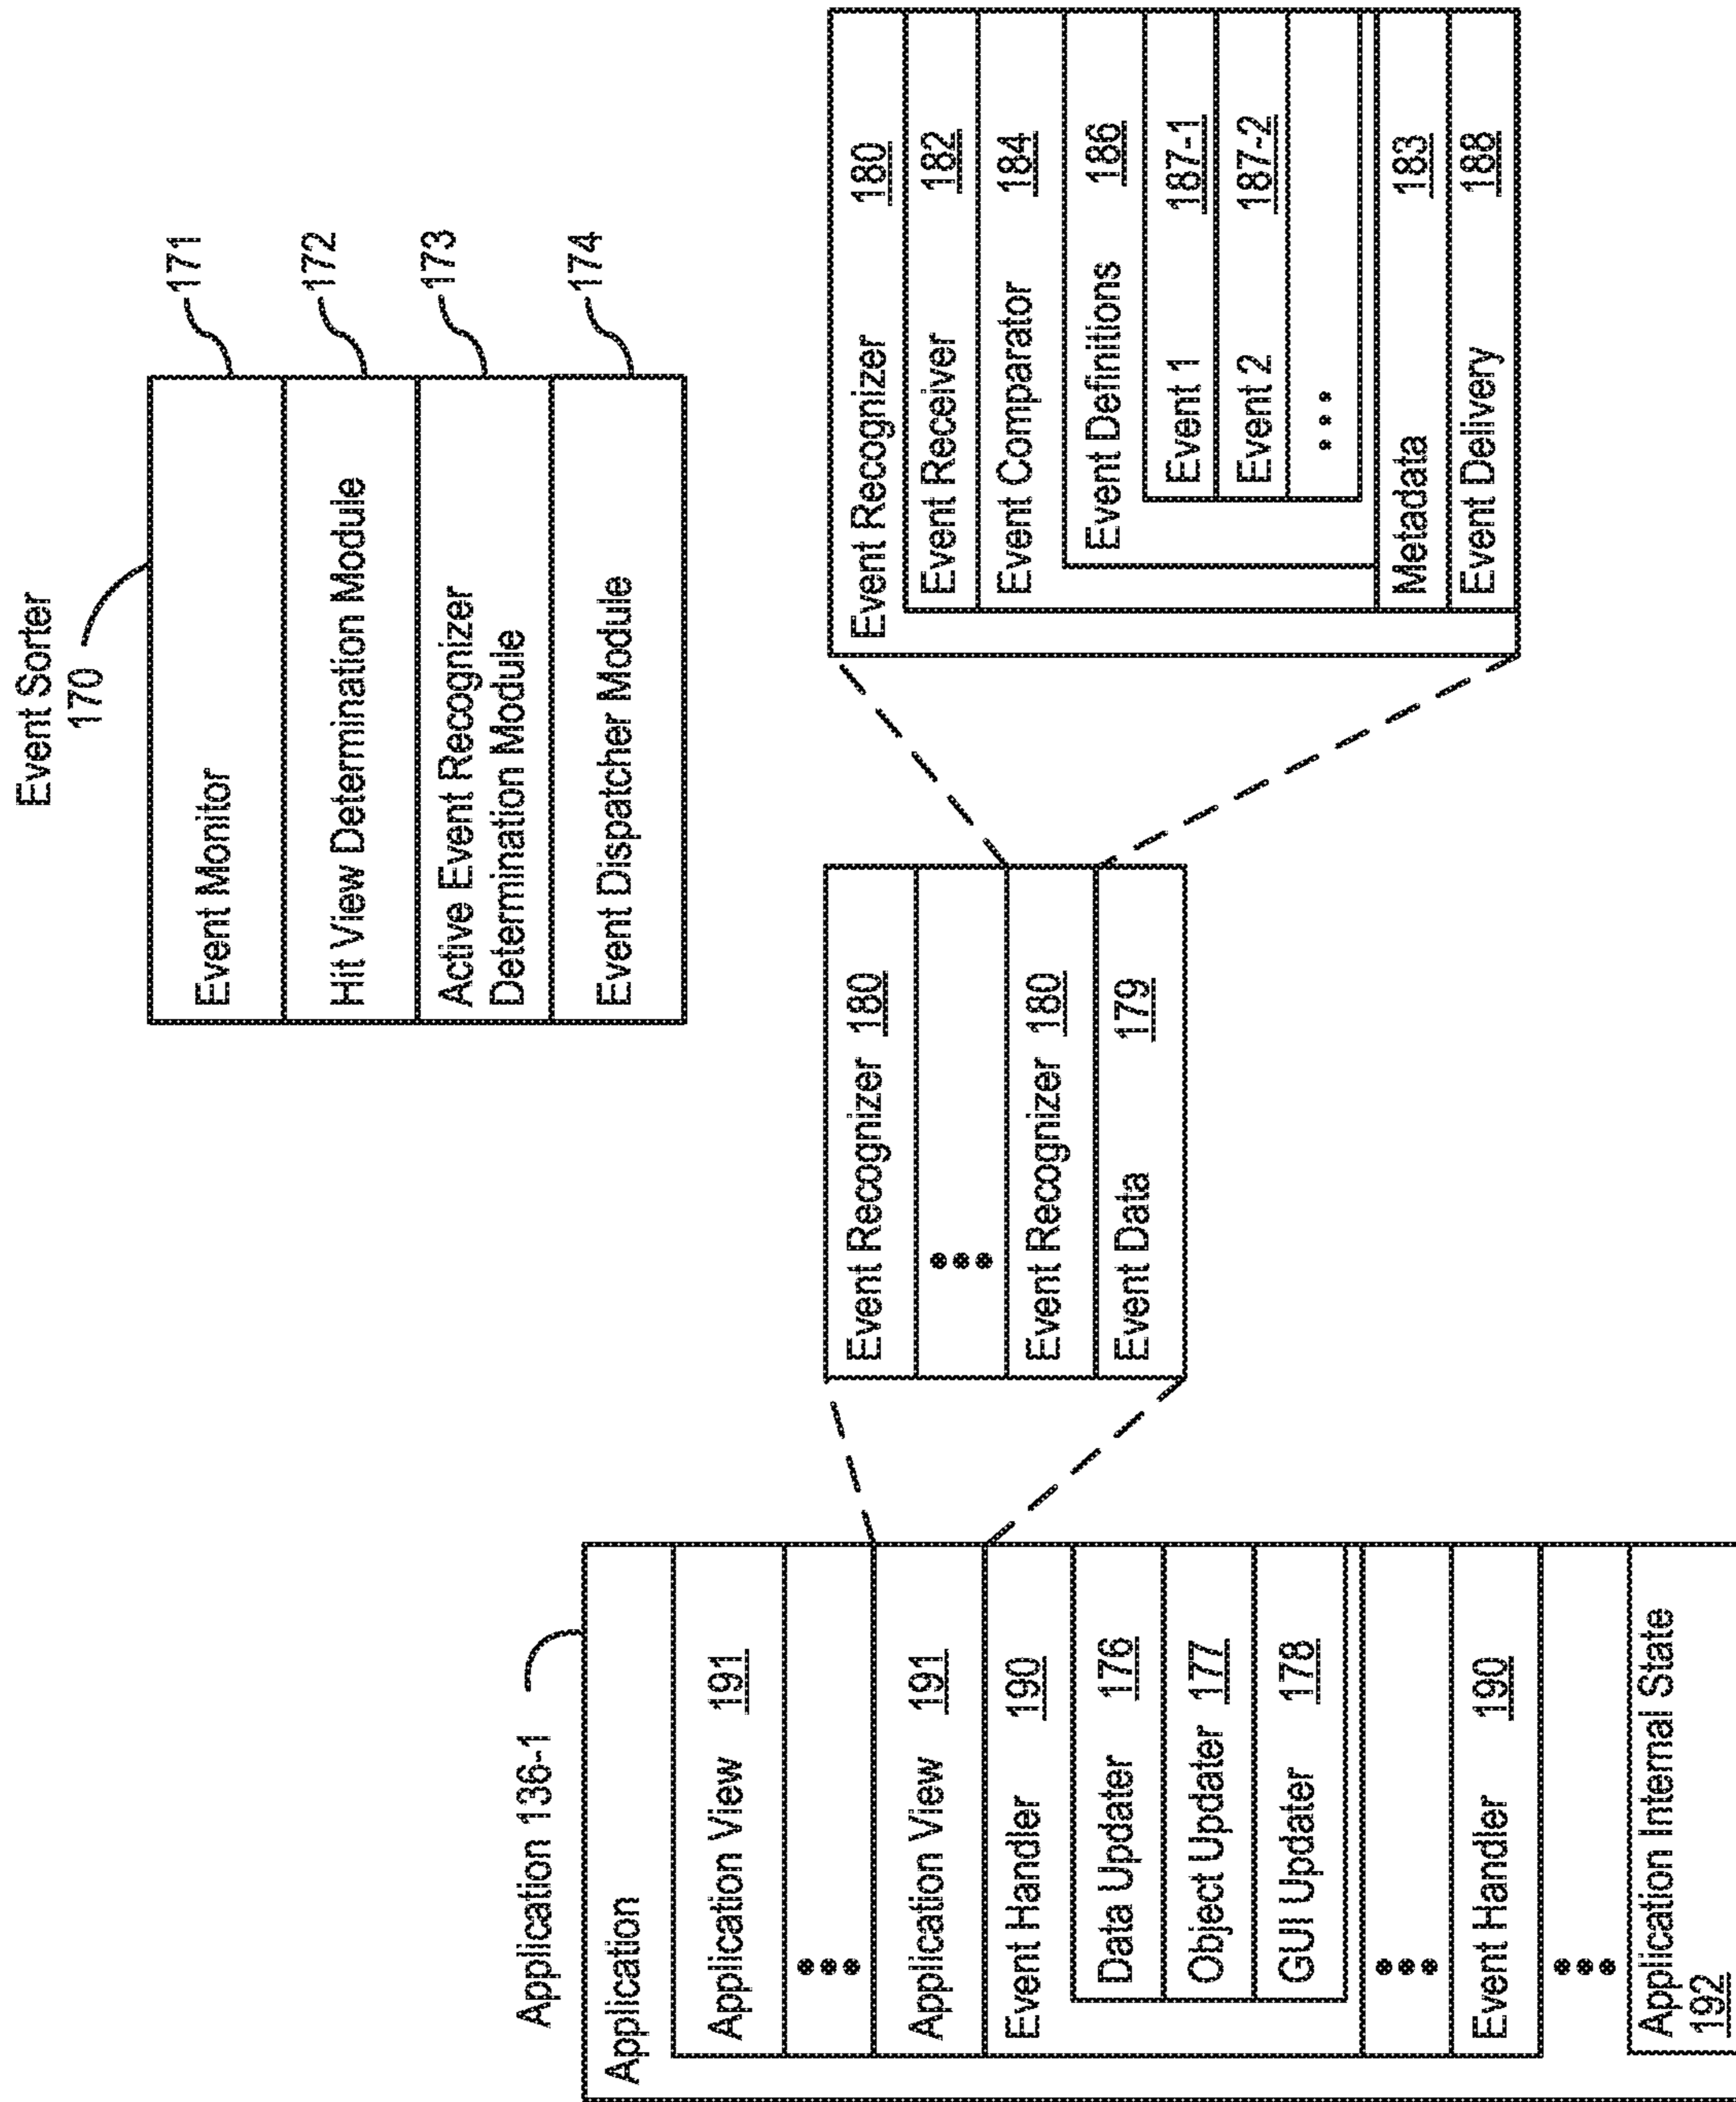 Event Sorter
170
Event Monitor
171
Hit View Determination Module
172
Active Event Recognizer
Determination Module
173
Event Dispatcher Module
174
Application 136-1
Application
Application View 191
•••
Application View 191
Event Handler 190
Data Updater 176
Object Updater 177
GUI Updater 178
•••
Event Handler 190
•••
Application Internal State
192
Event Recognizer 180
•••
Event Recognizer 180
Event Data 179
Event Recognizer 180
Event Receiver 182
Event Comparator 184
Event Definitions 186
Event 1 187-1
Event 2 187-2
•••
Metadata 183
Event Delivery 188